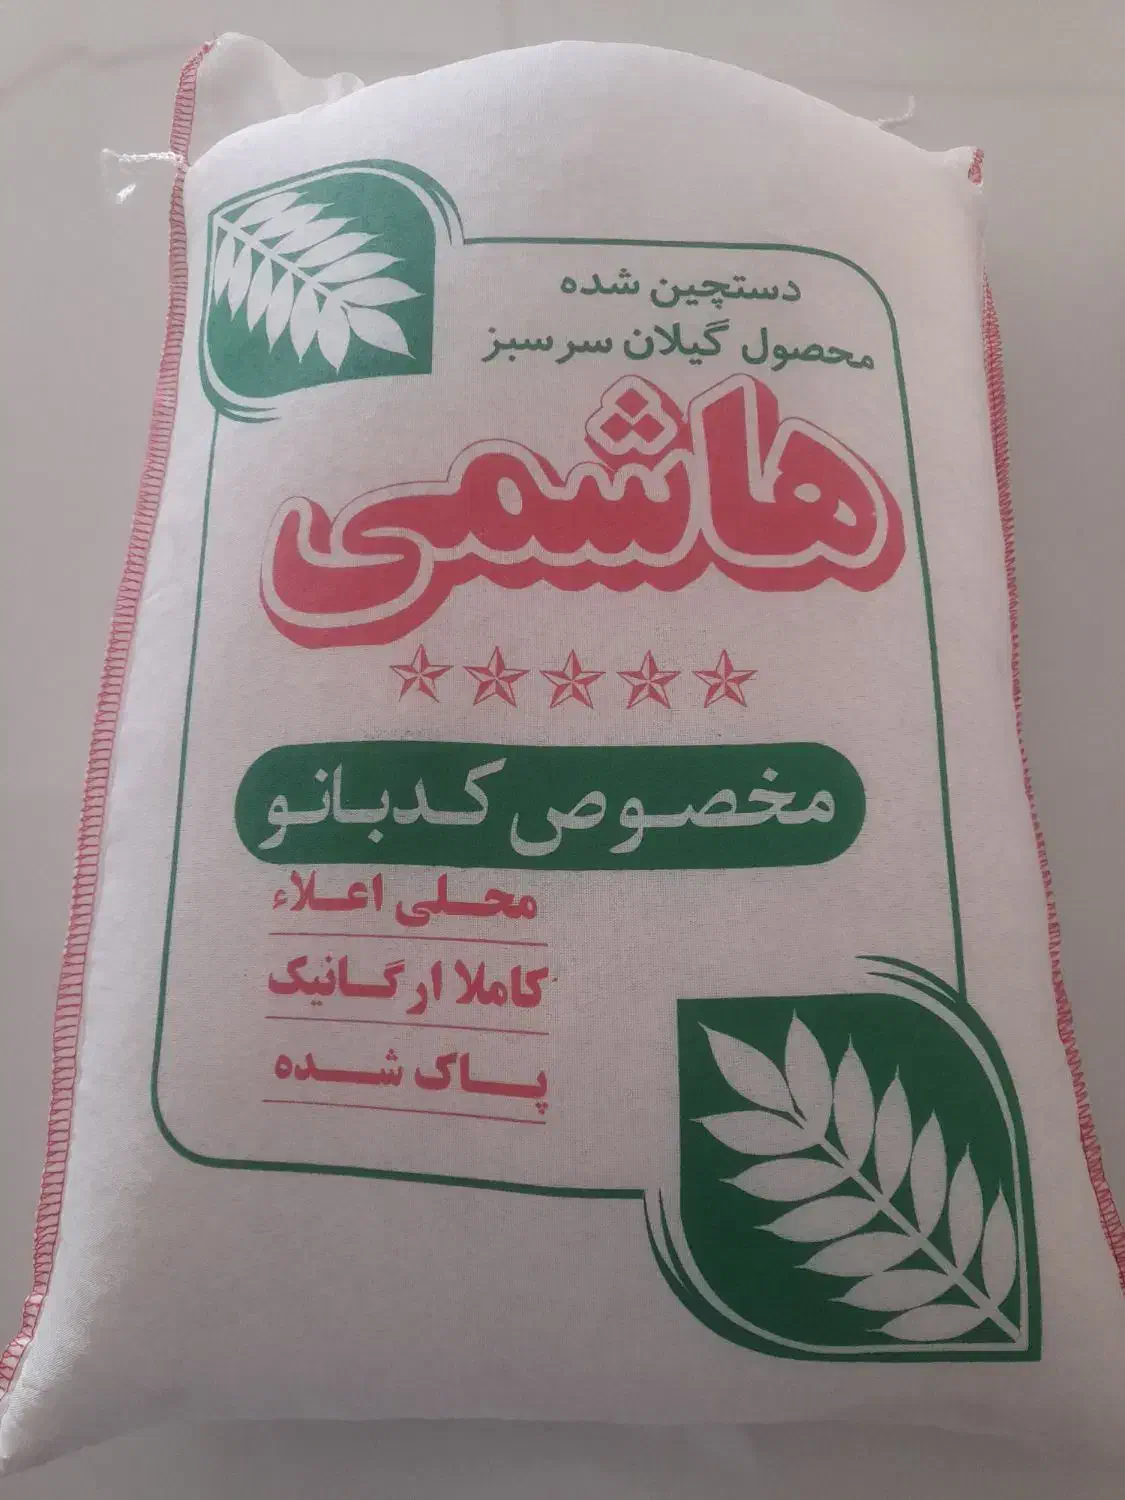 دستچین شده
محصول گیلان سرسبز
هاشمی
مخصوص کدبانو
محلی اعلاء
کاملا ارگانیک
پاک شده